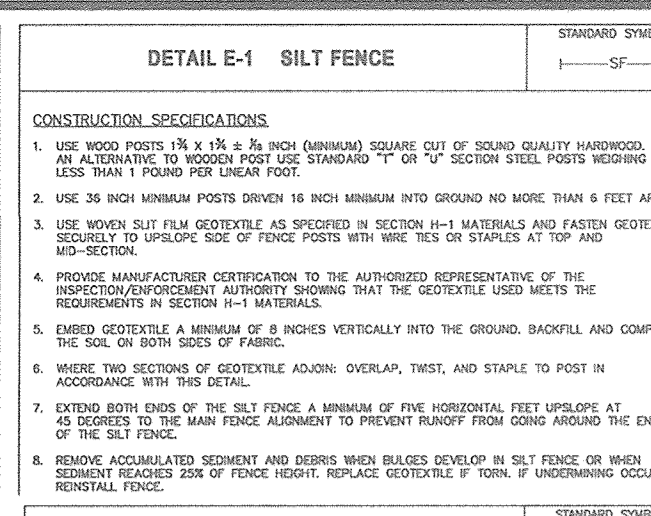 STANDARD SYMB
DETAIL E-1 SILT FENCE
|———SF—
CONSTRUCTION SPECIFICATIONS
1. USE WOOD POSTS 1¾ X 1¾ ± 1/16 INCH (MINIMUM) SQUARE CUT OF SOUND QUALITY HARDWOOD.
AN ALTERNATIVE TO WOODEN POST USE STANDARD "T" OR "U" SECTION STEEL POSTS WEIGHING
LESS THAN 1 POUND PER LINEAR FOOT.
2. USE 36 INCH MINIMUM POSTS DRIVEN 16 INCH MINIMUM INTO GROUND NO MORE THAN 6 FEET AP
3. USE WOVEN SLIT FILM GEOTEXTILE AS SPECIFIED IN SECTION H-1 MATERIALS AND FASTEN GEOTE
SECURELY TO UPSLOPE SIDE OF FENCE POSTS WITH WIRE TIES OR STAPLES AT TOP AND
MID-SECTION.
4. PROVIDE MANUFACTURER CERTIFICATION TO THE AUTHORIZED REPRESENTATIVE OF THE
INSPECTION/ENFORCEMENT AUTHORITY SHOWING THAT THE GEOTEXTILE USED MEETS THE
REQUIREMENTS IN SECTION H-1 MATERIALS.
5. EMBED GEOTEXTILE A MINIMUM OF 8 INCHES VERTICALLY INTO THE GROUND. BACKFILL AND COMP
THE SOIL ON BOTH SIDES OF FABRIC.
6. WHERE TWO SECTIONS OF GEOTEXTILE ADJOIN: OVERLAP, TWIST, AND STAPLE TO POST IN
ACCORDANCE WITH THIS DETAIL.
7. EXTEND BOTH ENDS OF THE SILT FENCE A MINIMUM OF FIVE HORIZONTAL FEET UPSLOPE AT
45 DEGREES TO THE MAIN FENCE ALIGNMENT TO PREVENT RUNOFF FROM GOING AROUND THE EN
OF THE SILT FENCE.
8. REMOVE ACCUMULATED SEDIMENT AND DEBRIS WHEN BULGES DEVELOP IN SILT FENCE OR WHEN
SEDIMENT REACHES 25% OF FENCE HEIGHT. REPLACE GEOTEXTILE IF TORN. IF UNDERMINING OCCU
REINSTALL FENCE.
STANDARD SYMB